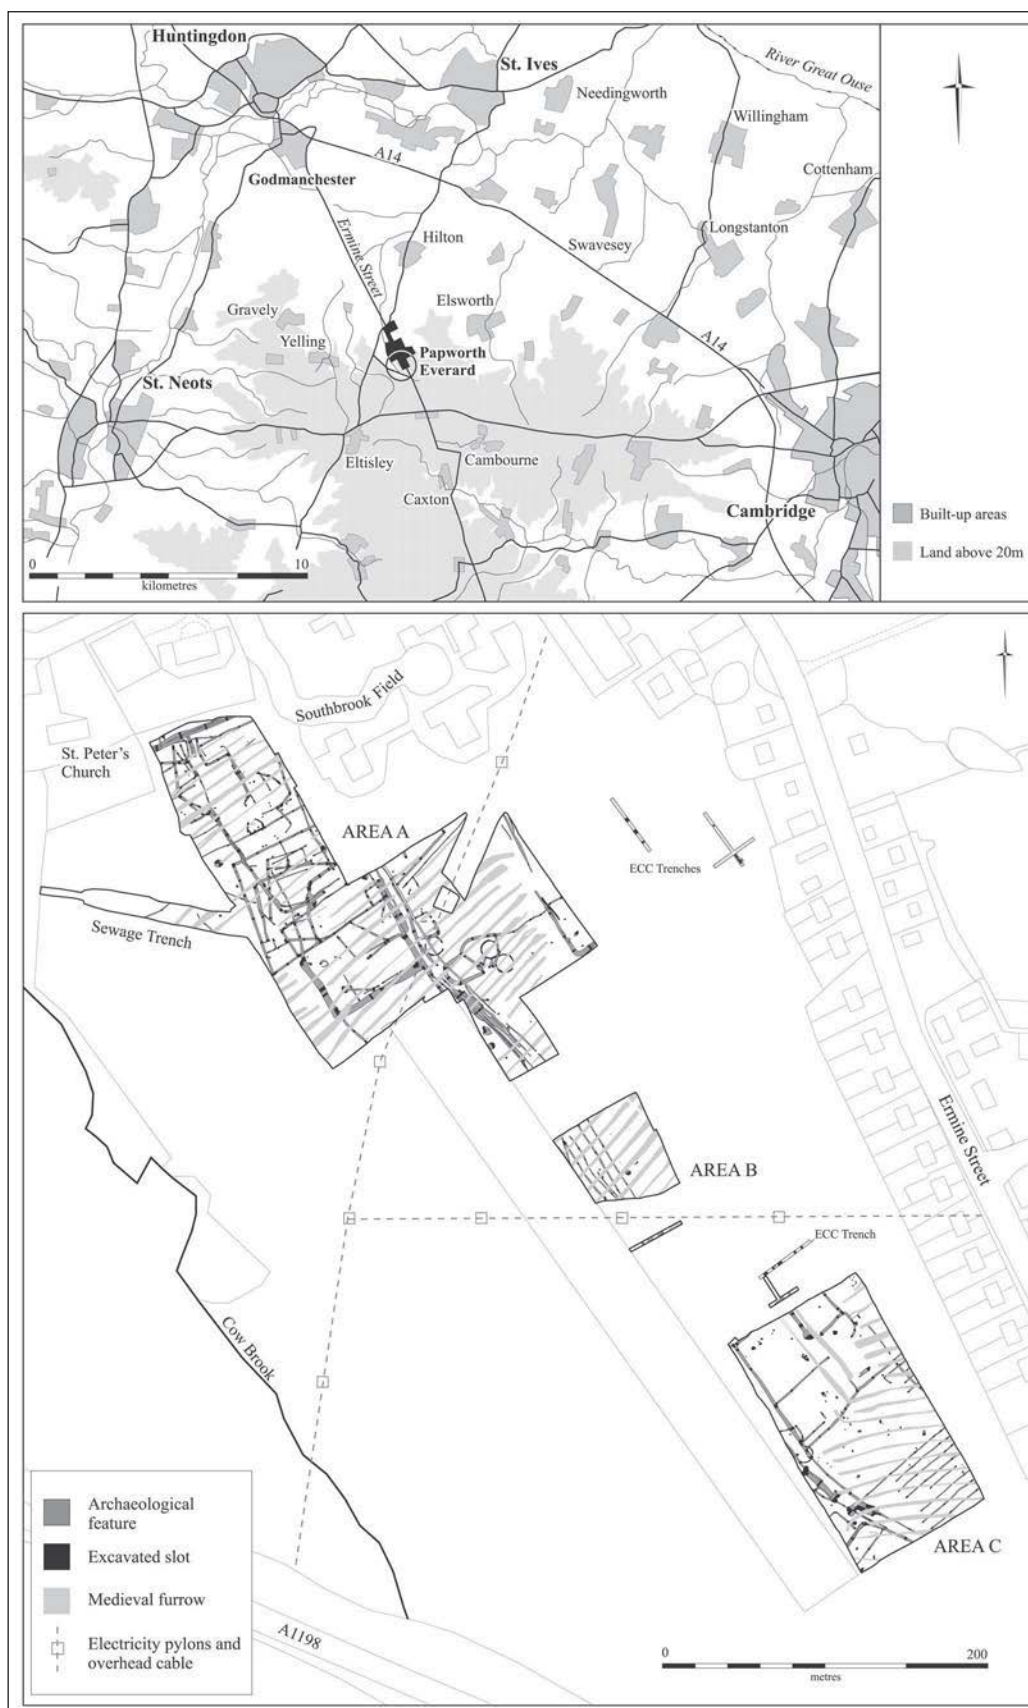 Huntingdon
St. Ives
River Great Ouse
Needingworth
Willingham
A14
Cottenham
Godmanchester
Ermine Street
Hilton
Swavesey
Longstanton
Gravely
Elsworth
Yelling
A14
Papworth
Everard
St. Neots
Eltisley
Cambourne
Caxton
Cambridge
Built-up areas
Land above 20m
0 10
kilometres
Southbrook Field
St. Peter's
Church
AREA A
ECC Trenches
Sewage Trench
Ermine Street
AREA B
ECC Trench
Cow Brook
Archaeological
feature
Excavated slot
Medieval furrow
Electricity pylons and
overhead cable
A1198
AREA C
0 200
metres